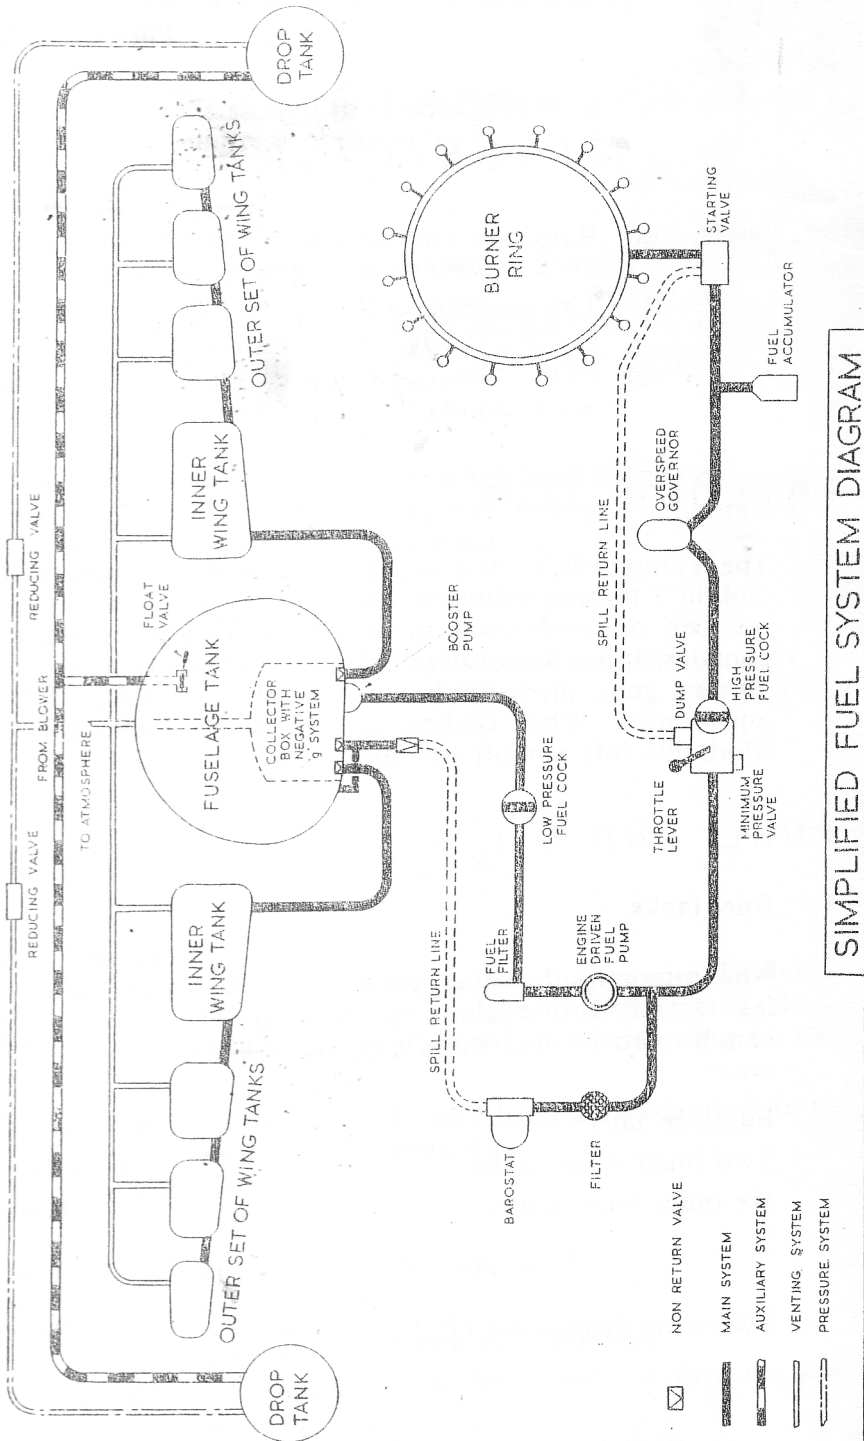 DROP
TANK
REDUCING VALVE
FROM BLOWER
REDUCING VALVE
DROP
TANK
TO ATMOSPHERE
FLOAT
VALVE
OUTER SET OF WING TANKS
INNER
WING TANK
FUSELAGE TANK
COLLECTOR
BOX WITH
NEGATIVE
g SYSTEM
INNER
WING TANK
OUTER SET OF WING TANKS
BOOSTER
PUMP
SPILL RETURN LINE
LOW PRESSURE
FUEL COCK
FUEL
FILTER
BURNER
RING
BAROSTAT
FILTER
ENGINE
DRIVEN
FUEL
PUMP
SPILL RETURN LINE
THROTTLE
LEVER
DUMP VALVE
OVERSPEED
GOVERNOR
STARTING
VALVE
MINIMUM
PRESSURE
VALVE
HIGH
PRESSURE
FUEL COCK
FUEL
ACCUMULATOR
NON RETURN VALVE
MAIN SYSTEM
AUXILIARY SYSTEM
VENTING SYSTEM
PRESSURE SYSTEM
SIMPLIFIED FUEL SYSTEM DIAGRAM